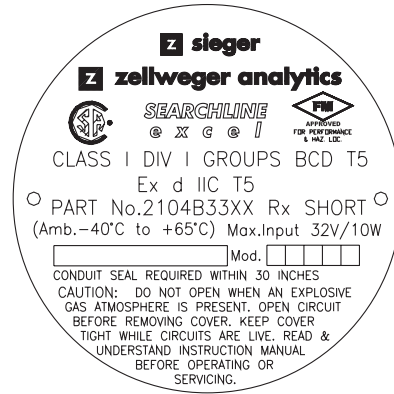 z sieger
z zellweger analytics
SEARCHLINE
excel
FM
APPROVED
FOR PERFORMANCE
& HAZ. LOC.
CLASS I DIV I GROUPS BCD T5
Ex d IIC T5
PART No.2104B33XX Rx SHORT
(Amb.-40°C to +65°C) Max.Input 32V/10W
Mod.
CONDUIT SEAL REQUIRED WITHIN 30 INCHES
CAUTION: DO NOT OPEN WHEN AN EXPLOSIVE
GAS ATMOSPHERE IS PRESENT. OPEN CIRCUIT
BEFORE REMOVING COVER. KEEP COVER
TIGHT WHILE CIRCUITS ARE LIVE. READ &
UNDERSTAND INSTRUCTION MANUAL
BEFORE OPERATING OR
SERVICING.